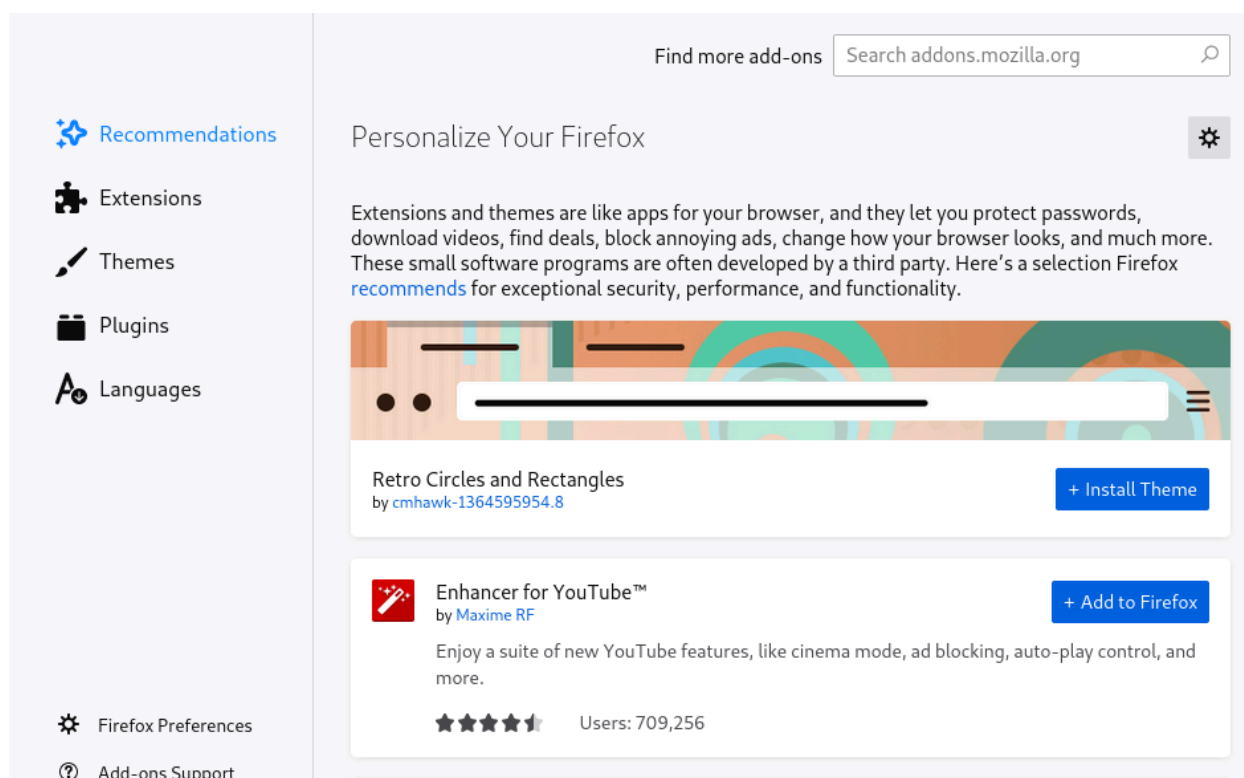 Find more add-ons
Search addons.mozilla.org
Recommendations
Extensions
Themes
Plugins
Languages
Firefox Preferences
Add-ons Support
Personalize Your Firefox
Extensions and themes are like apps for your browser, and they let you protect passwords,
download videos, find deals, block annoying ads, change how your browser looks, and much more.
These small software programs are often developed by a third party. Here's a selection Firefox
recommends for exceptional security, performance, and functionality.
Retro Circles and Rectangles
by cmhawk-1364595954.8
+ Install Theme
Enhancer for YouTube™
by Maxime RF
+ Add to Firefox
Enjoy a suite of new YouTube features, like cinema mode, ad blocking, auto-play control, and
more.
Users: 709,256